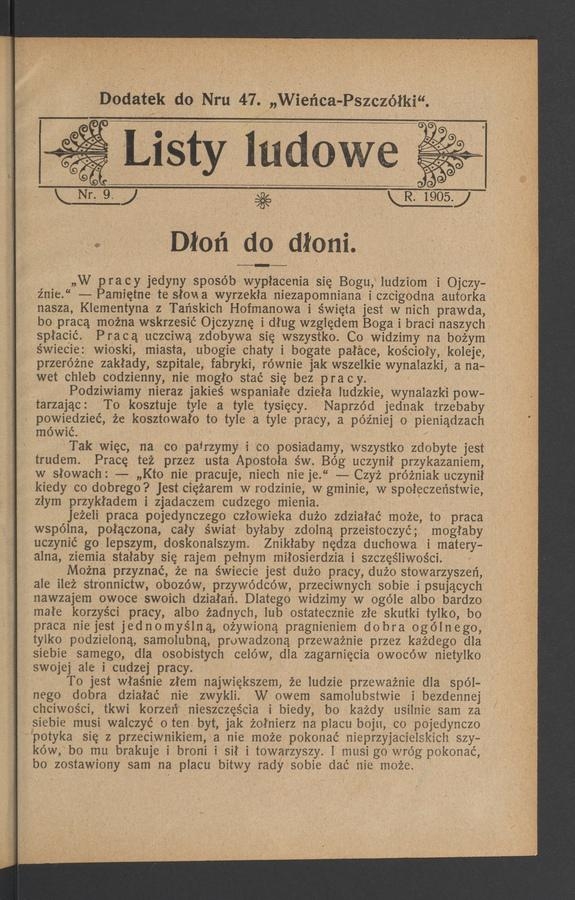 Dodatek do Nru 47. „Wieńca-Pszczółki“.
Listy ludowe
Nr. 9.
R. 1905.
Dłoń do dłoni.
„W pracy jedyny sposób wypłacenia się Bogu, ludziom i Ojczy-
źnie.“ — Pamiętne te słowa wyrzekła niezapomniana i czcigodna autorka
nasza, Klementyna z Tańskich Hofmanowa i święta jest w nich prawda,
bo pracą można wskrzesić Ojczyznę i dług względem Boga i braci naszych
spłacić. Pracą uczciwą zdobywa się wszystko. Co widzimy na bożym
świecie: wioski, miasta, ubogie chaty i bogate pałace, kościoły, koleje,
przeróżne zakłady, szpitale, fabryki, równie jak wszelkie wynalazki, a na-
wet chleb codzienny, nie mogło stać się bez pracy.
Podziwiamy nieraz jakieś wspaniałe dzieła ludzkie, wynalazki pow-
tarzając: To kosztuje tyle a tyle tysięcy. Naprzód jednak trzebaby
powiedzieć, że kosztowało to tyle a tyle pracy, a później o pieniądzach
mówić.
Tak więc, na co patrzymy i co posiadamy, wszystko zdobyte jest
trudem. Pracę też przez usta Apostoła św. Bóg uczynił przykazaniem,
w słowach: — „Kto nie pracuje, niech nie je.“ — Czyż próżniak uczynił
kiedy co dobrego? Jest ciężarem w rodzinie, w gminie, w społeczeństwie,
złym przykładem i zjadaczem cudzego mienia.
Jeżeli praca pojedynczego człowieka dużo zdziałać może, to praca
wspólna, połączona, cały świat byłaby zdolną przeistoczyć; mogłaby
uczynić go lepszym, doskonalszym. Znikłaby nędza duchowa i matery-
alna, ziemia stałaby się rajem pełnym miłosierdzia i szczęśliwości.
Można przyznać, że na świecie jest dużo pracy, dużo stowarzyszeń,
ale ileż stronnictw, obozów, przywódców, przeciwnych sobie i psujących
nawzajem owoce swoich działań. Dlatego widzimy w ogóle albo bardzo
małe korzyści pracy, albo żadnych, lub ostatecznie złe skutki tylko, bo
praca nie jest jednomyślną, ożywioną pragnieniem dobra ogólnego,
tylko podzieloną, samolubną, prowadzoną przeważnie przez każdego dla
siebie samego, dla osobistych celów, dla zagarnięcia owoców nietylko
swojej ale i cudzej pracy.
To jest właśnie złem największem, że ludzie przeważnie dla spól-
nego dobra działać nie zwykli. W owem samolubstwie i bezdennej
chciwości, tkwi korzeń nieszczęścia i biedy, bo każdy usilnie sam za
siebie musi walczyć o ten byt, jak żołnierz na placu boju, co pojedynczo
potyka się z przeciwnikiem, a nie może pokonać nieprzyjacielskich szy-
ków, bo mu brakuje i broni i sił i towarzyszy. I musi go wróg pokonać,
bo zostawiony sam na placu bitwy rady sobie dać nie może.